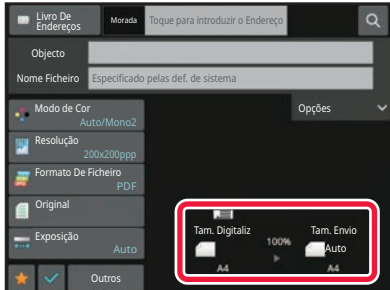 Livro De
Endereços
Morada
Toque para introduzir o Endereço
Objecto
Nome Ficheiro
Especificado pelas def. de sistema
Modo de Cor
Auto/Mono2
Opções
Resolução
200x200ppp
Formato De Ficheiro
PDF
Original
Tam. Digitaliz
100%
Tam. Envio
Auto
Exposição
Auto
A4
A4
Outros